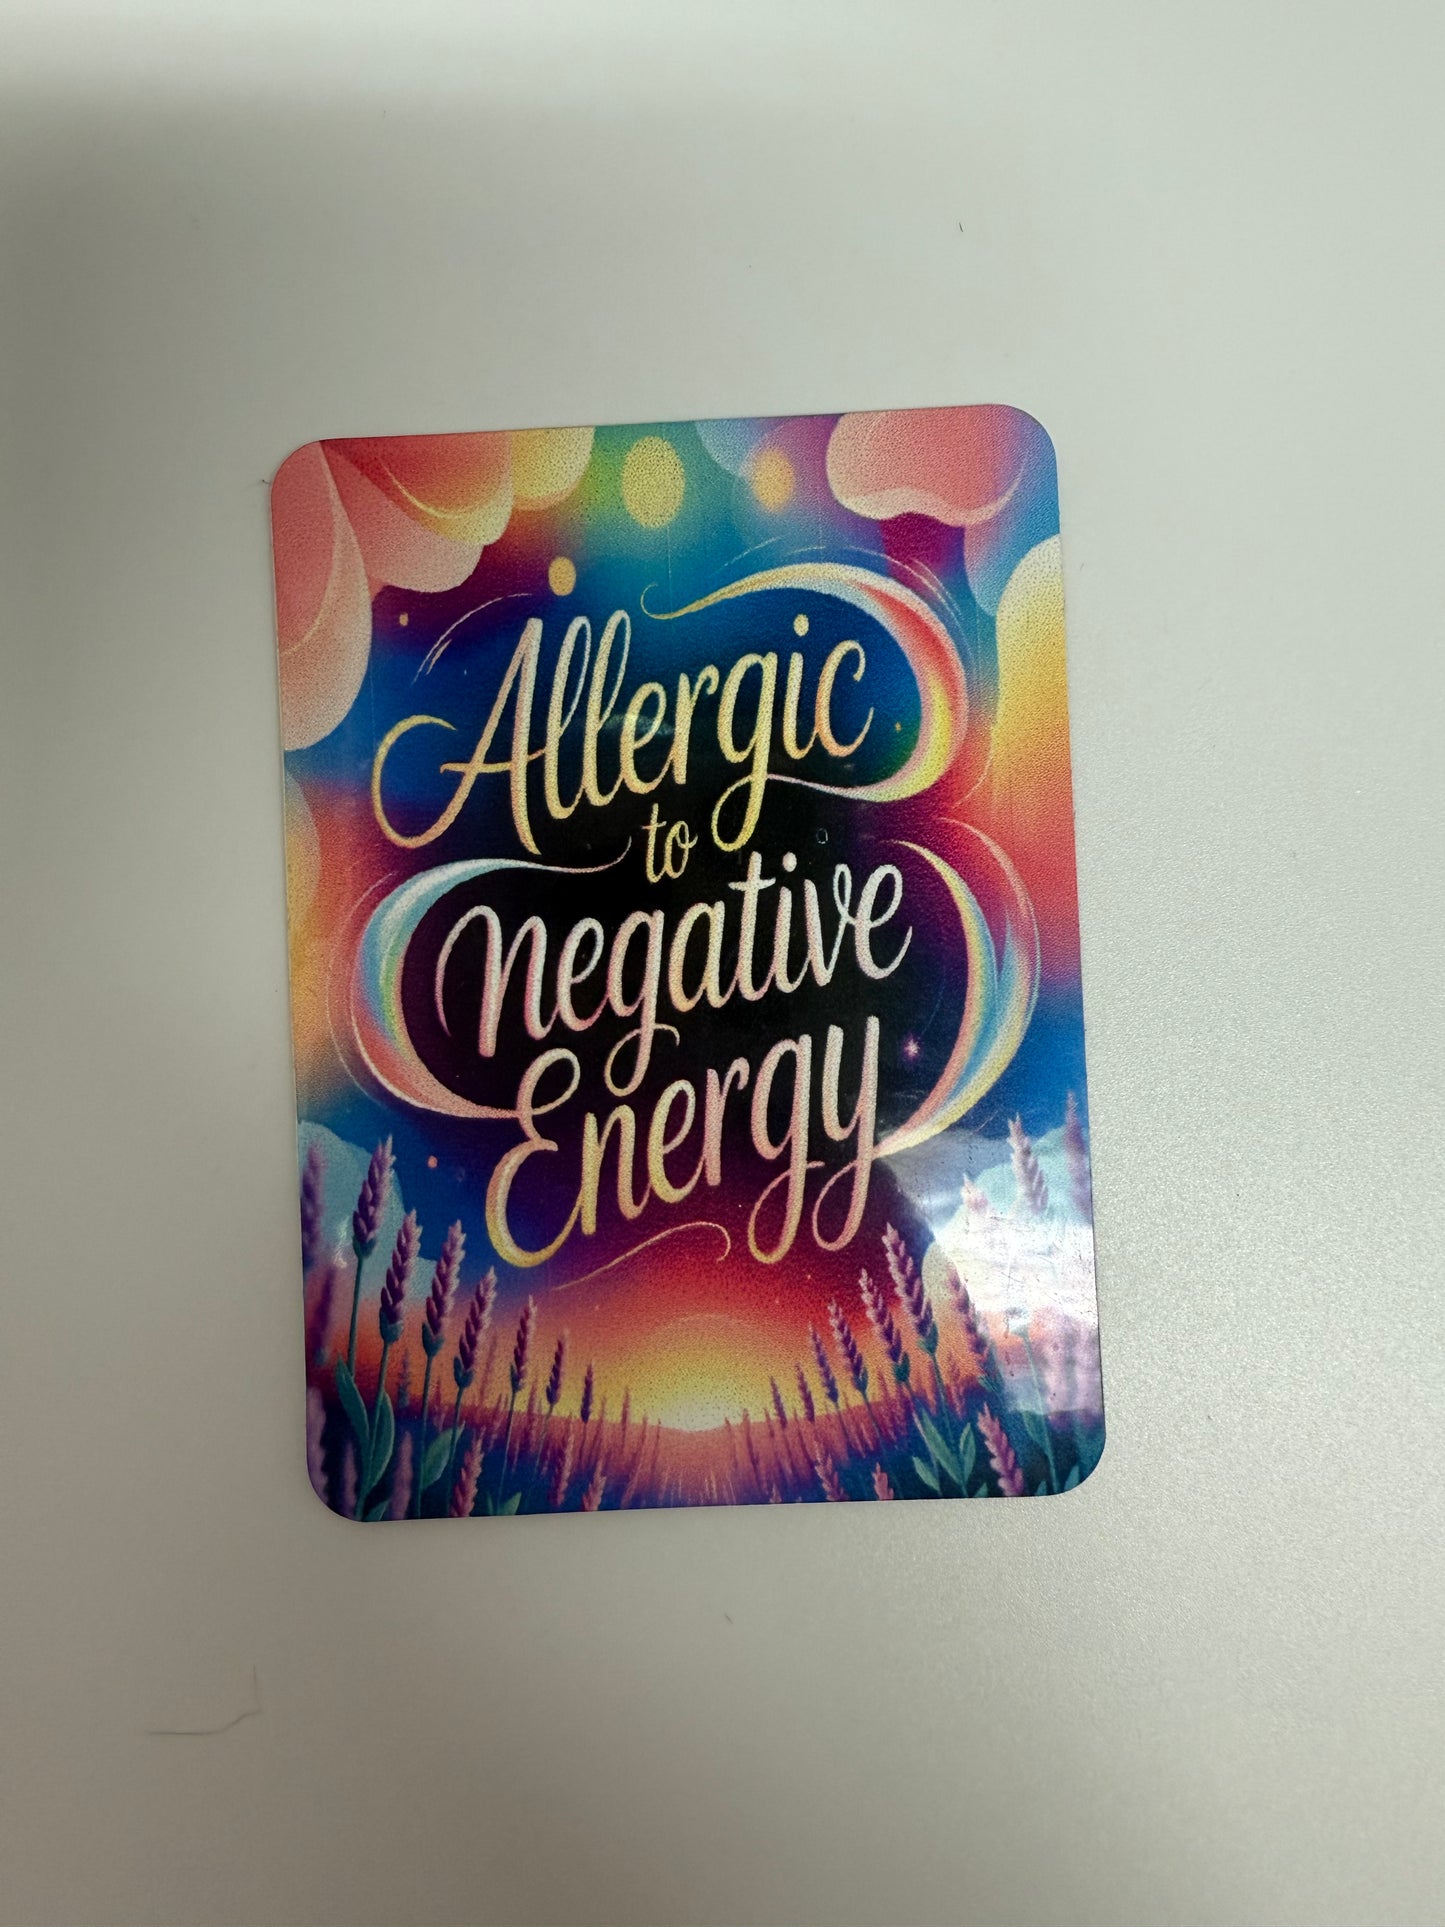 Allergic
to
negative
Energy